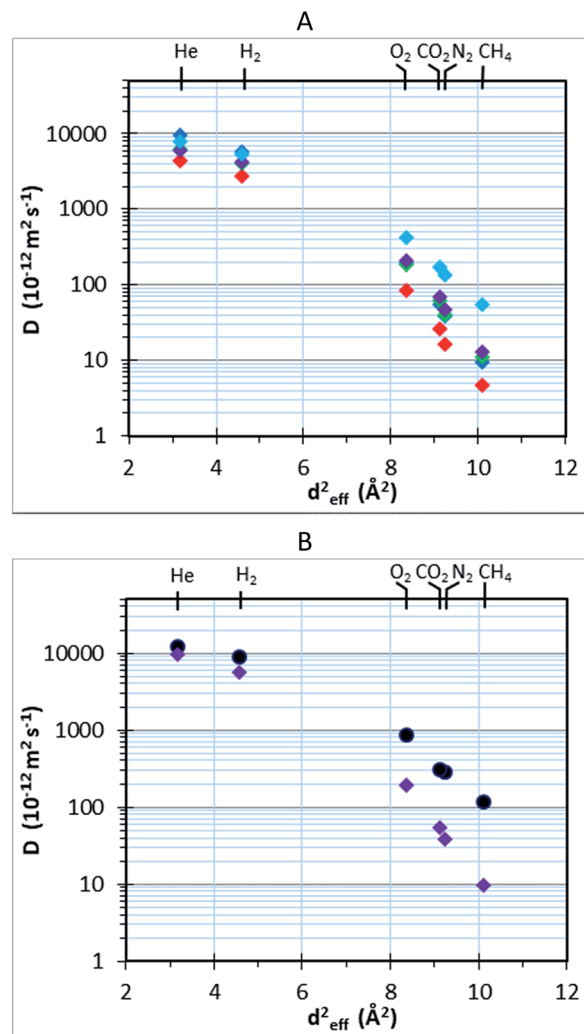 A
He H₂ O₂ CO₂ N₂ CH₄
10000
1000
100
10
1
D (10⁻¹² m² s⁻¹)
2 4 6 8 10 12
d²eff (Å²)
B
He H₂ O₂ CO₂ N₂ CH₄
10000
1000
100
10
1
D (10⁻¹² m² s⁻¹)
2 4 6 8 10 12
d²eff (Å²)